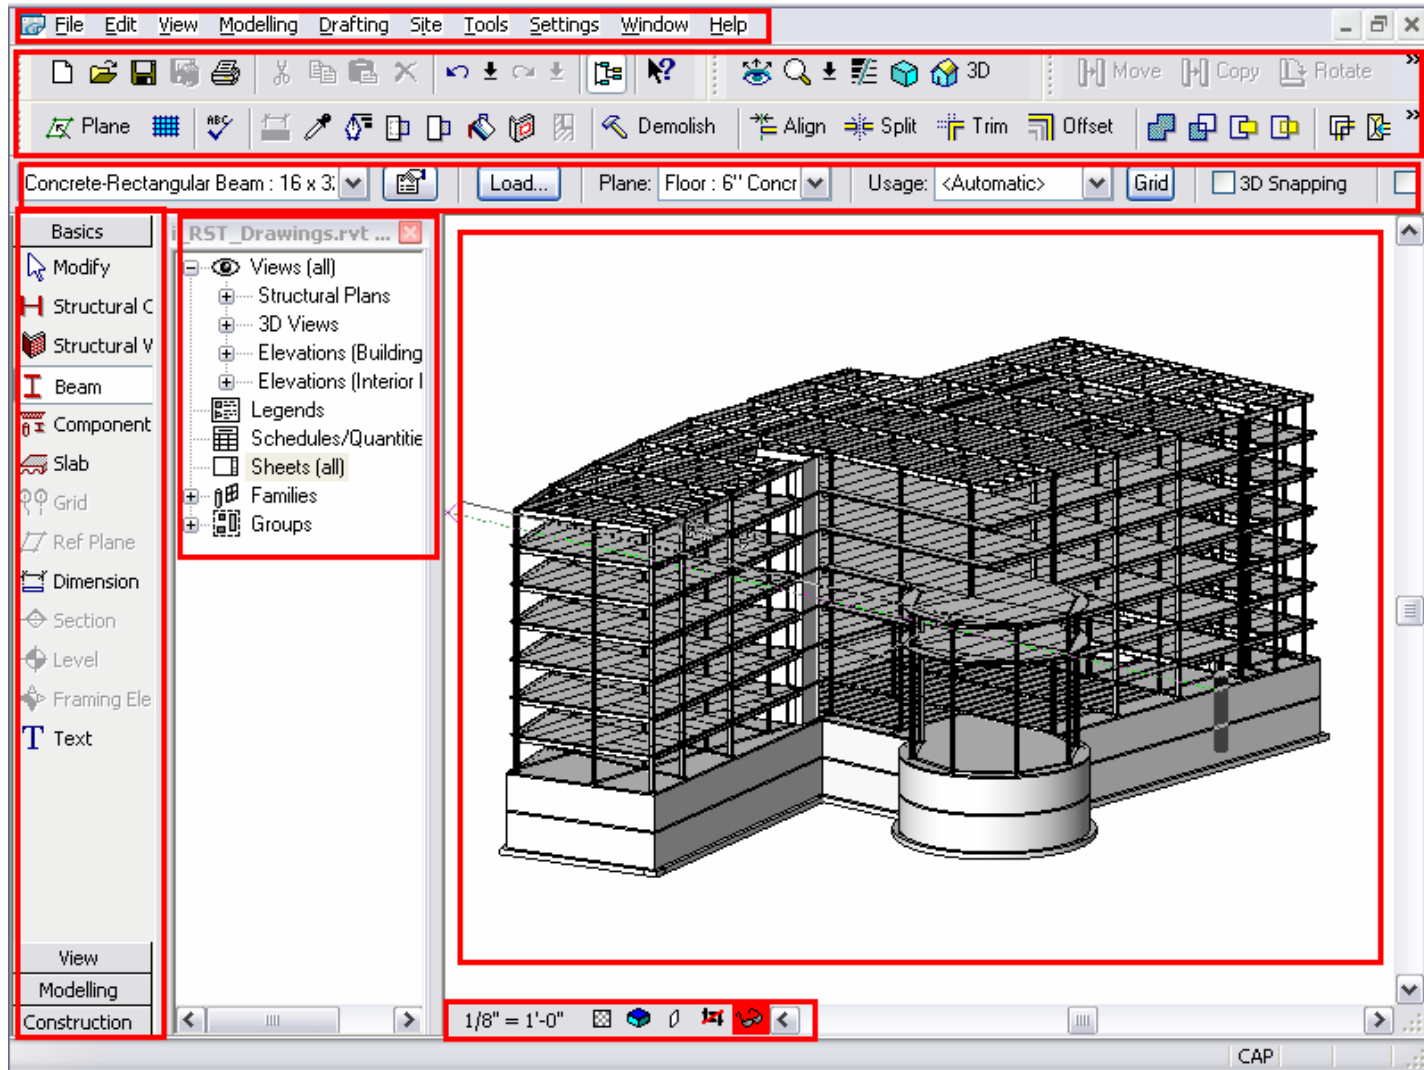 File Edit View Modelling Drafting Site Tools Settings Window Help
3D Move Copy Rotate »
Plane ABC Demolish Align Split Trim Offset »
Concrete-Rectangular Beam : 16 x 3 Load... Plane: Floor : 6" Concr Usage: <Automatic> Grid 3D Snapping
Basics
Modify
Structural C
Structural W
Beam
Component
Slab
Grid
Ref Plane
Dimension
Section
Level
Framing Ele
Text
View
Modelling
Construction
i_RST_Drawings.rvt ...
Views (all)
Structural Plans
3D Views
Elevations (Building
Elevations (Interior
Legends
Schedules/Quantitie
Sheets (all)
Families
Groups
1/8" = 1'-0"
CAP